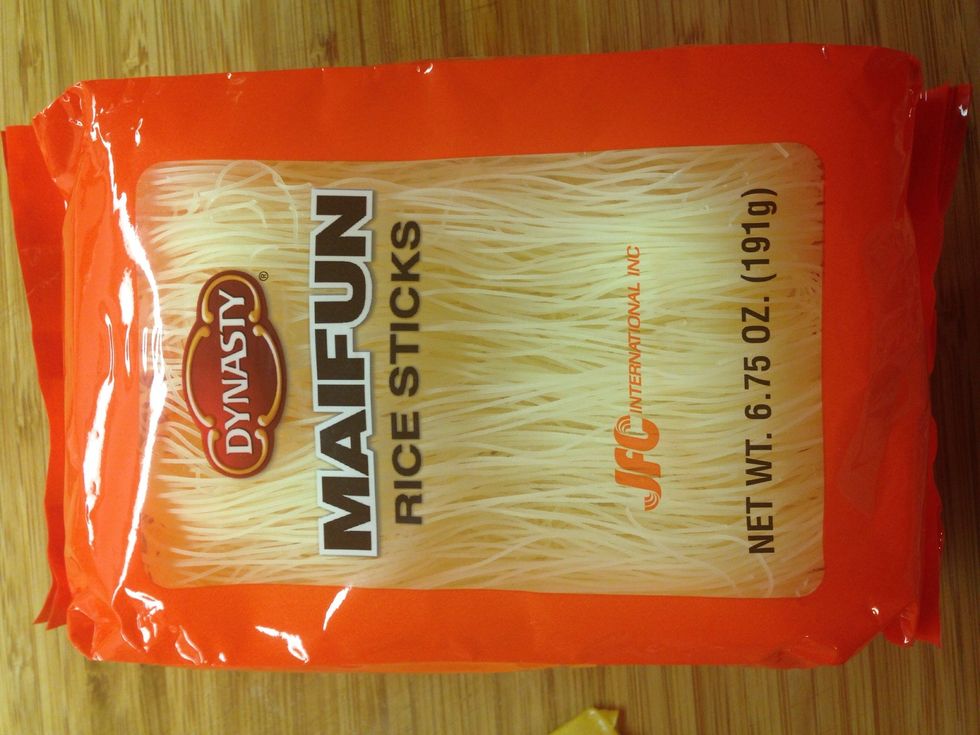 DYNASTY®
MAIFUN
RICE STICKS
JFC INTERNATIONAL INC
NET WT. 6.75 OZ. (191g)